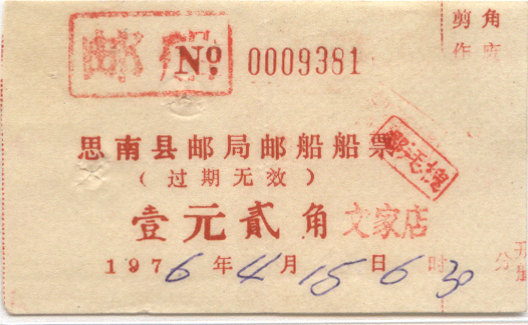 剪角
作废
邮
No 0009381
思南县邮局邮船船票
(过期无效)
壹元贰角 文家店
1976年4月15日6时30分开